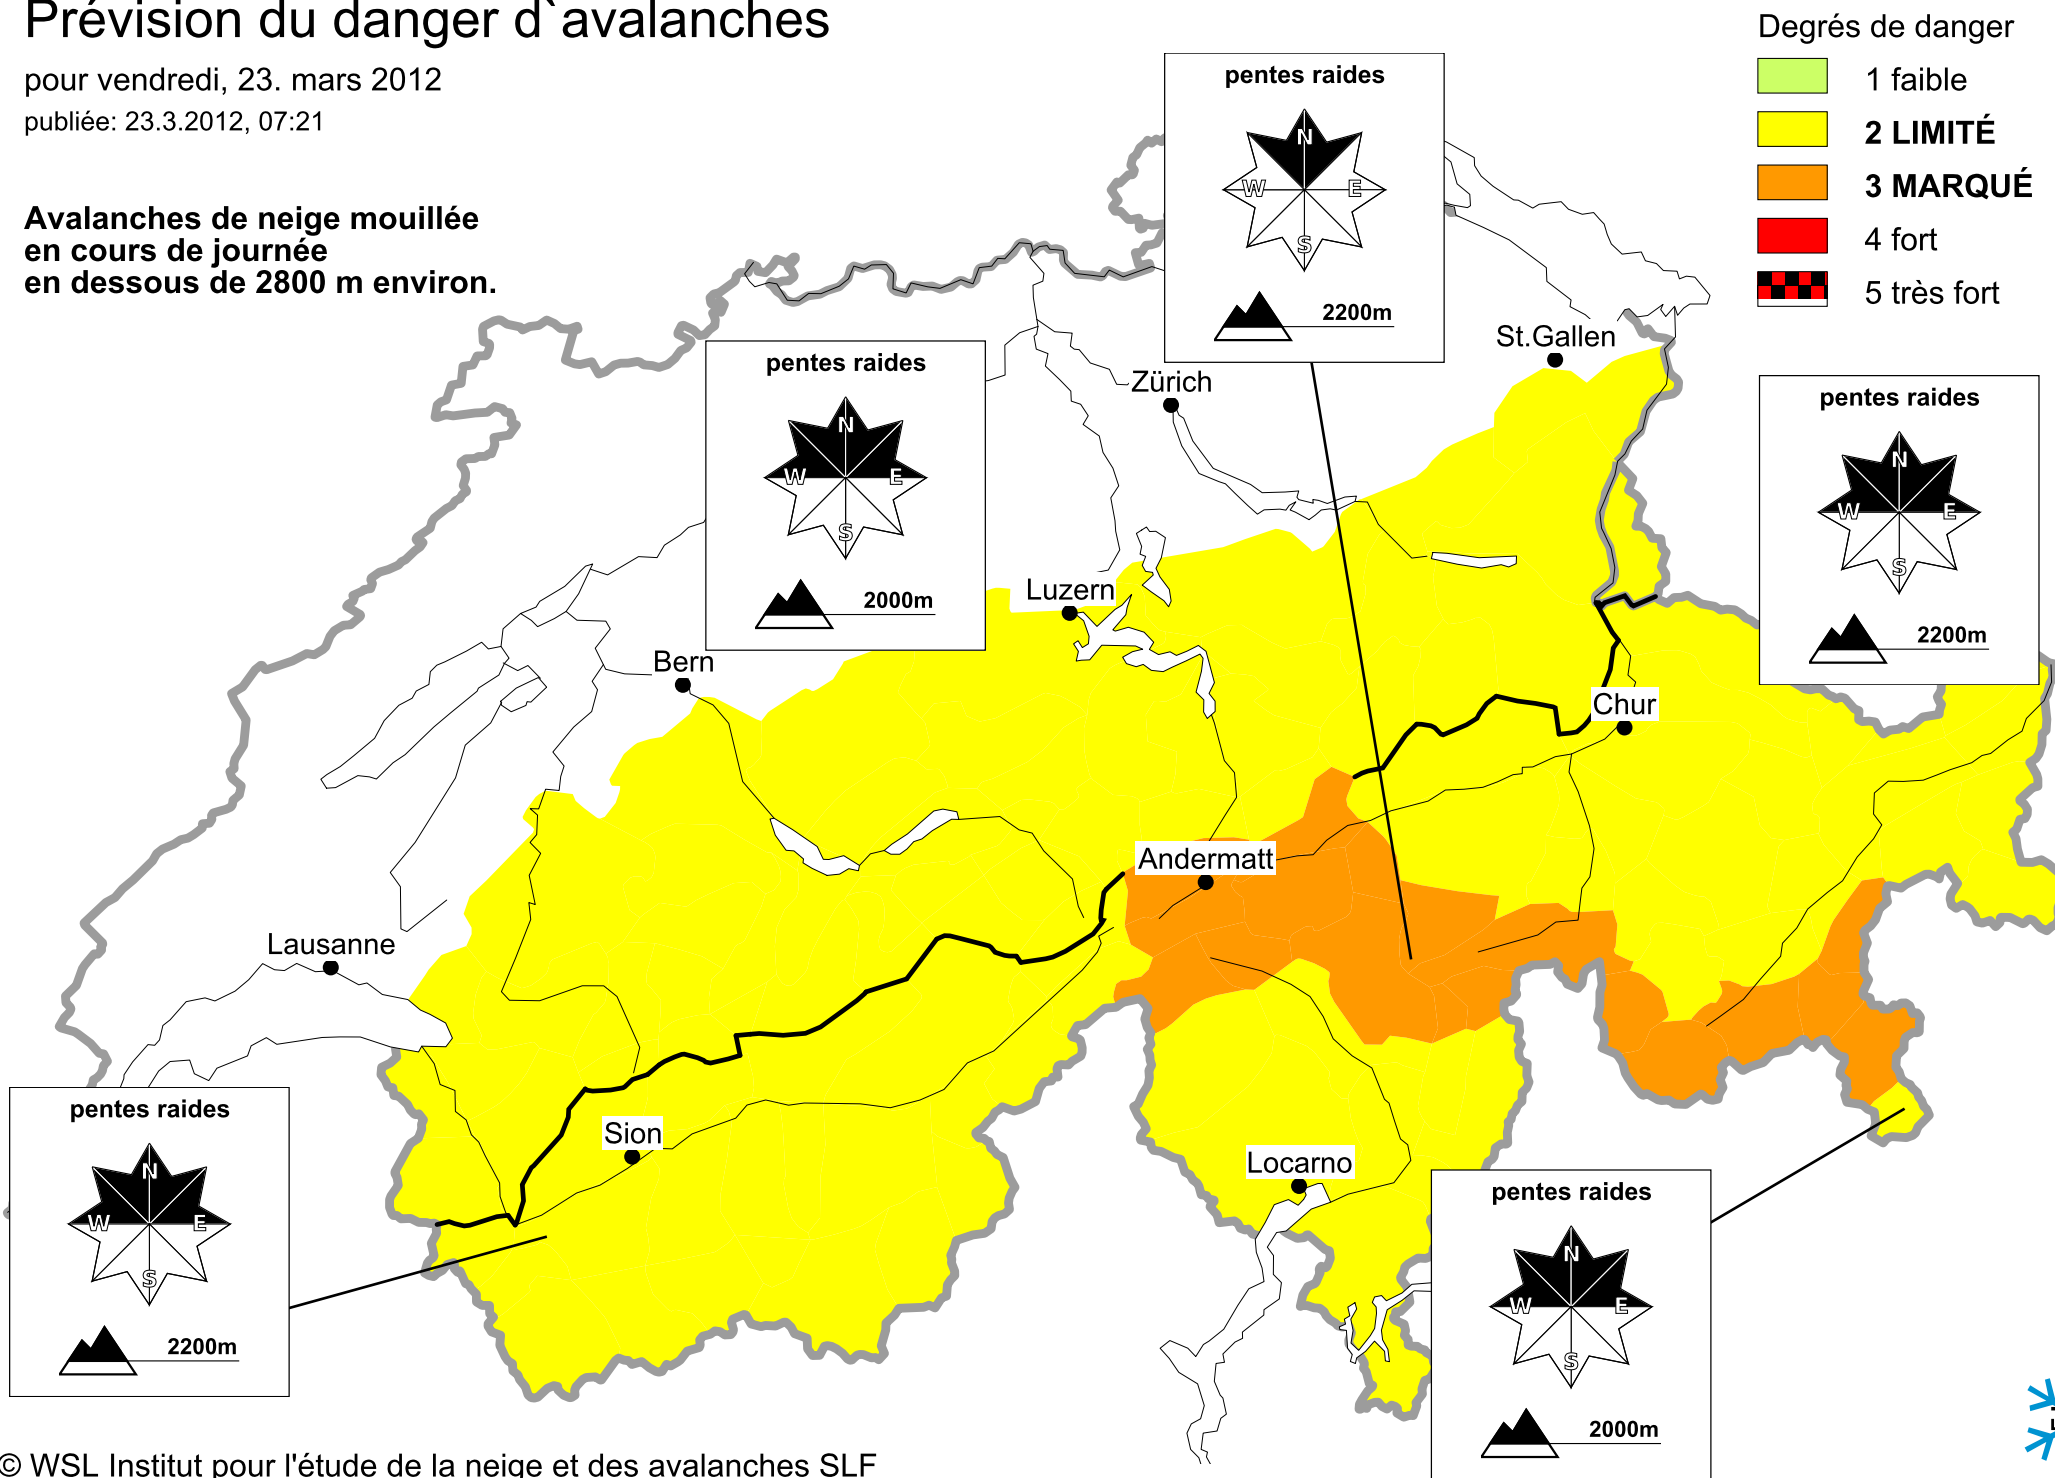 Prévision du danger d`avalanches
pour vendredi, 23. mars 2012
publiée: 23.3.2012, 07:21
Avalanches de neige mouillée
en cours de journée
en dessous de 2800 m environ.
Degrés de danger
1 faible
2 LIMITÉ
3 MARQUÉ
4 fort
5 très fort
pentes raides
N
W E
S
2200m
pentes raides
N
W E
S
2000m
pentes raides
N
W E
S
2200m
St.Gallen
Zürich
Luzern
Bern
Chur
Andermatt
Lausanne
Sion
Locarno
pentes raides
N
W E
S
2200m
pentes raides
N
W E
S
2000m
© WSL Institut pour l'étude de la neige et des avalanches SLF